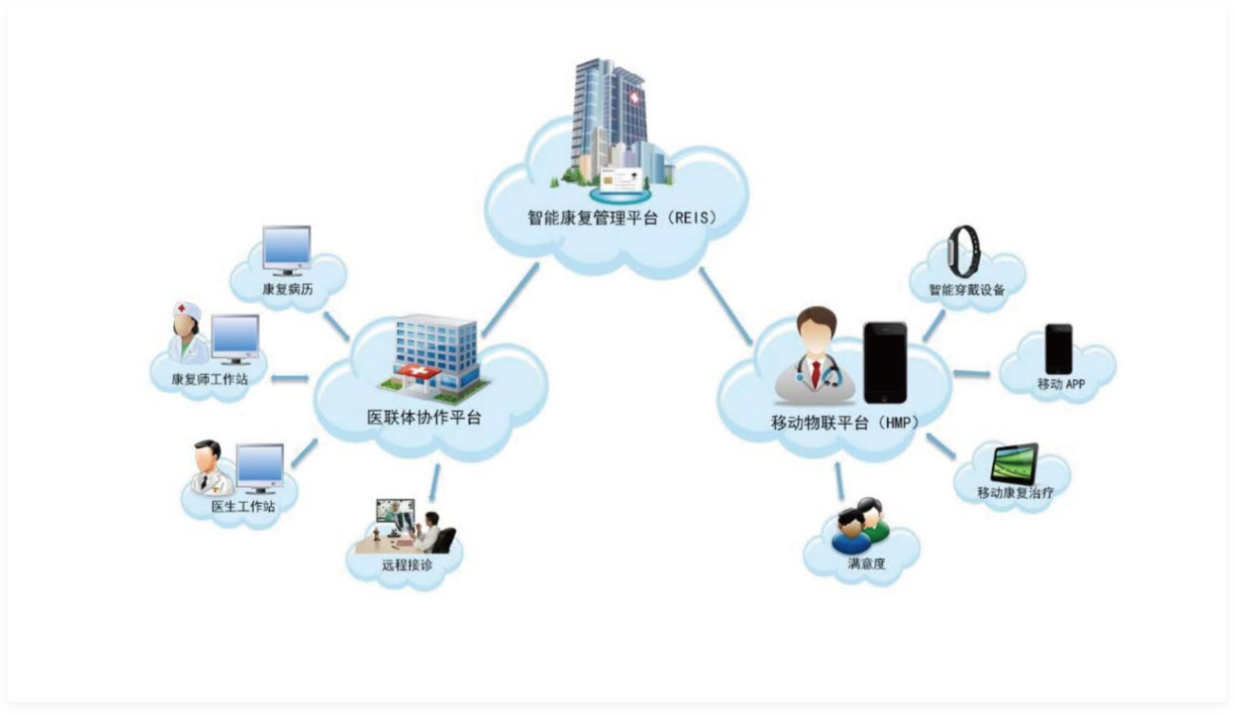 智能康复管理平台（REIS）
康复病历
康复师工作站
医生工作站
医联体协作平台
远程接诊
智能穿戴设备
移动APP
移动物联平台（HMP）
移动康复治疗
满意度